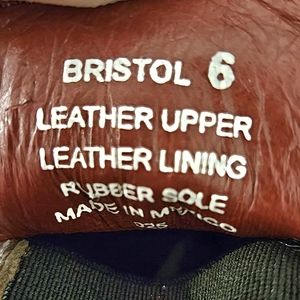 BRISTOL 6
LEATHER UPPER
LEATHER LINING
RUBBER SOLE
MADE IN MEXICO